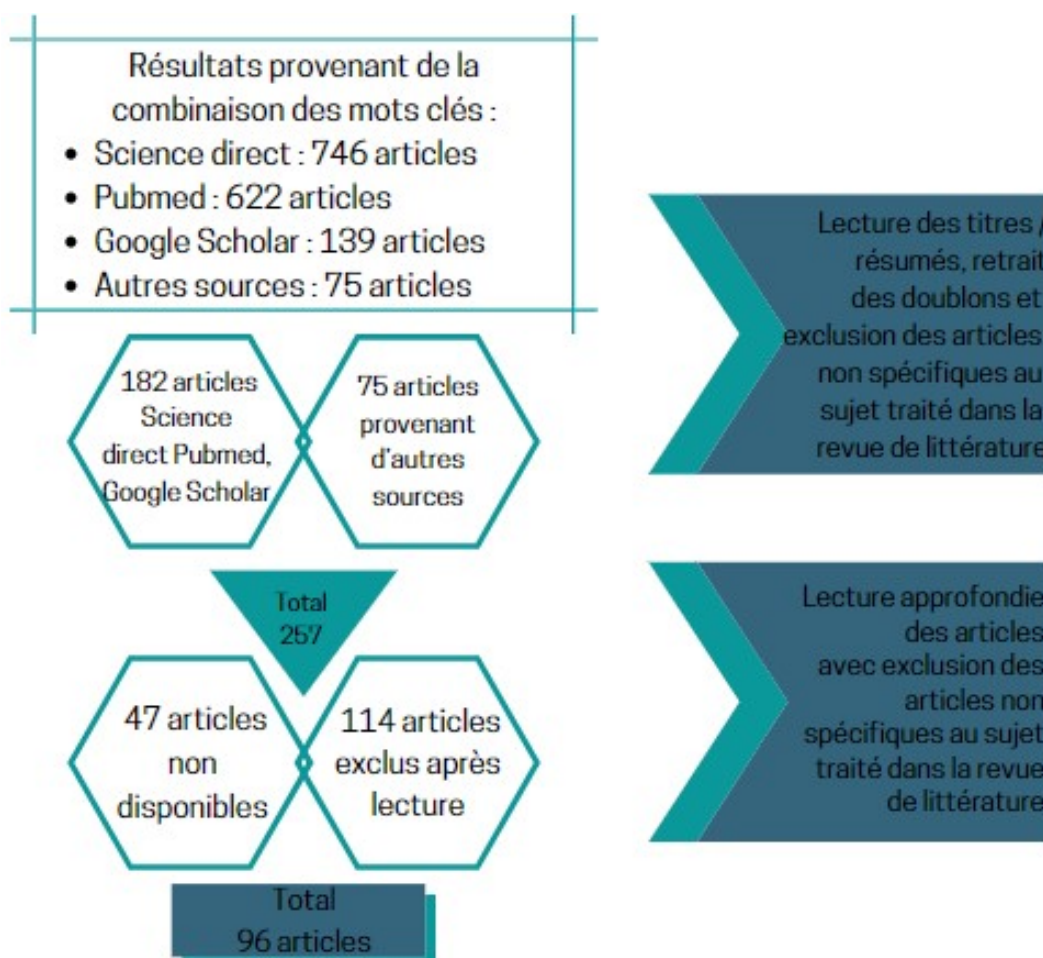 Résultats provenant de la
combinaison des mots clés :
• Science direct : 746 articles
• Pubmed : 622 articles
• Google Scholar : 139 articles
• Autres sources : 75 articles
182 articles
Science
direct Pubmed,
Google Scholar
75 articles
provenant
d'autres
sources
Lecture des titres /
résumés, retrait
des doublons et
exclusion des articles
non spécifiques au
sujet traité dans la
revue de littérature
Total
257
47 articles
non
disponibles
114 articles
exclus après
lecture
Lecture approfondie
des articles
avec exclusion des
articles non
spécifiques au sujet
traité dans la revue
de littérature
Total
96 articles